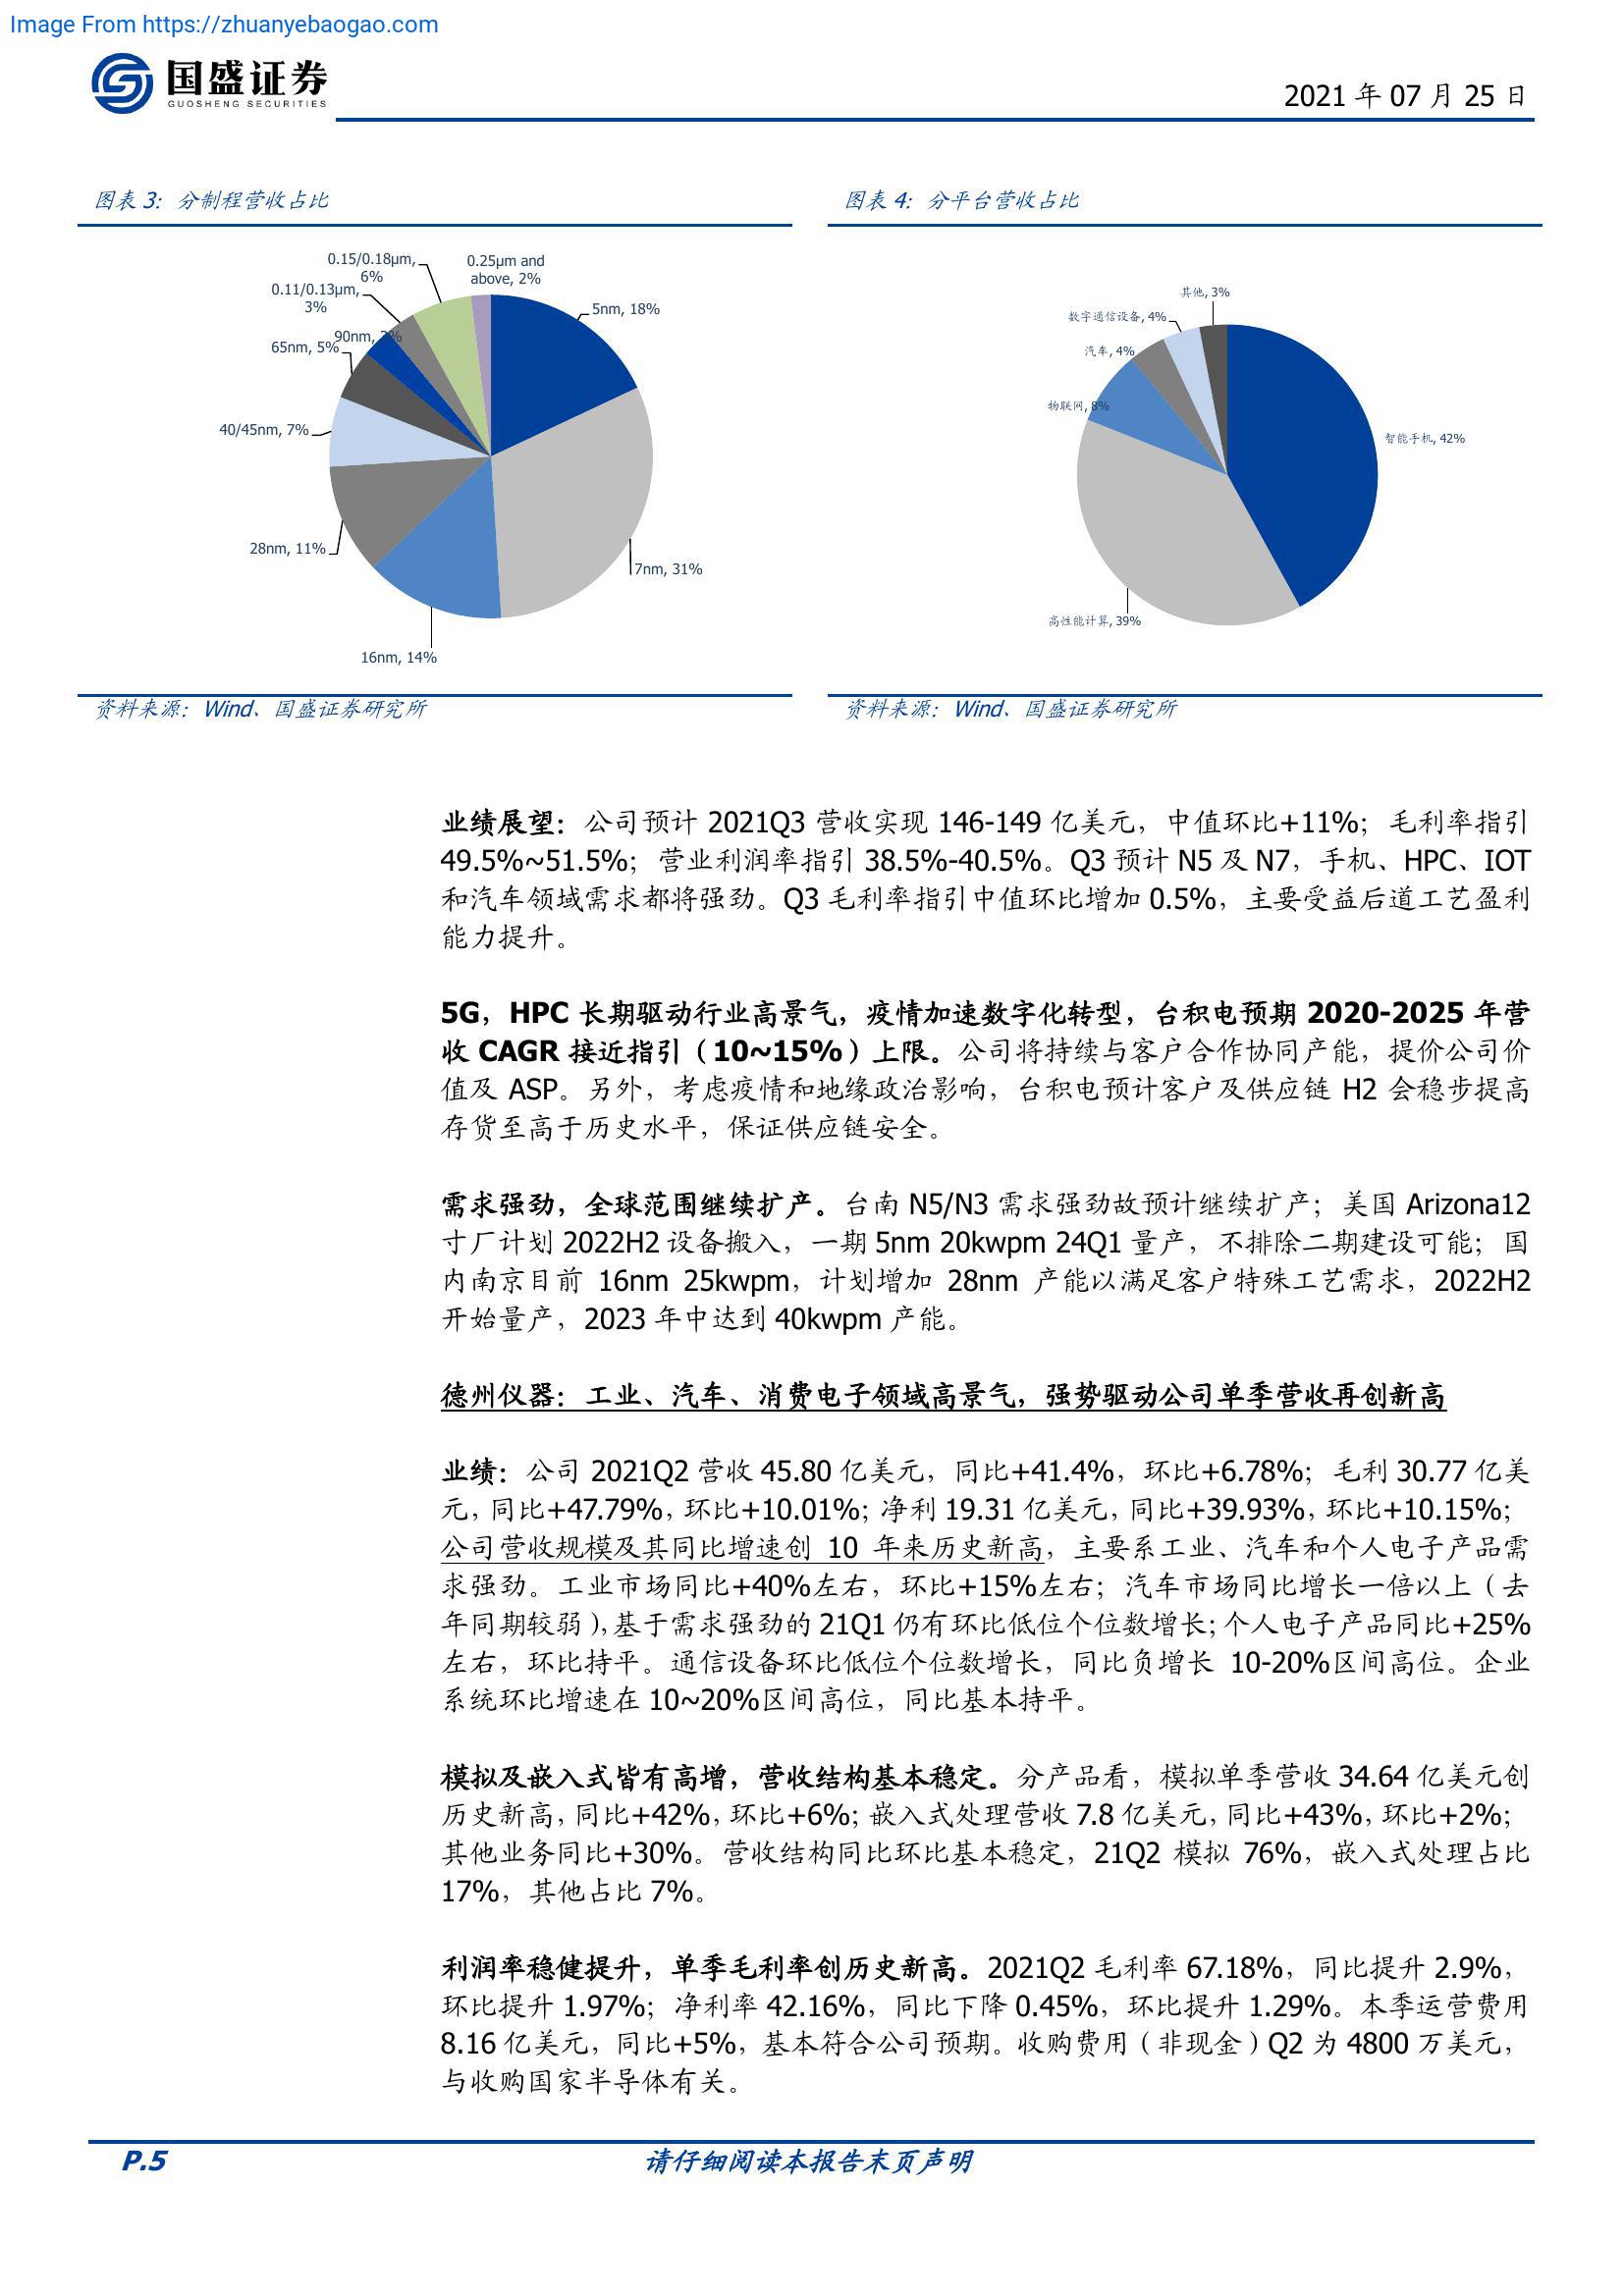 Image From https://zhuanyebaogao.com
国盛证券
GUOSHENG SECURITIES
2021 年 07 月 25 日
图表 3：分制程营收占比
0.15/0.18μm,
6%
0.25μm and
above, 2%
0.11/0.13μm,
3%
5nm, 18%
90nm, 3%
65nm, 5%
40/45nm, 7%
28nm, 11%
7nm, 31%
16nm, 14%
资料来源：Wind、国盛证券研究所
图表 4：分平台营收占比
其他, 3%
数字通信设备, 4%
汽车, 4%
物联网, 8%
智能手机, 42%
高性能计算, 39%
资料来源：Wind、国盛证券研究所
业绩展望：公司预计 2021Q3 营收实现 146-149 亿美元，中值环比+11%；毛利率指引
49.5%~51.5%；营业利润率指引 38.5%-40.5%。Q3 预计 N5 及 N7，手机、HPC、IOT
和汽车领域需求都将强劲。Q3 毛利率指引中值环比增加 0.5%，主要受益后道工艺盈利
能力提升。
5G，HPC 长期驱动行业高景气，疫情加速数字化转型，台积电预期 2020-2025 年营
收 CAGR 接近指引（10~15%）上限。公司将持续与客户合作协同产能，提价公司价
值及 ASP。另外，考虑疫情和地缘政治影响，台积电预计客户及供应链 H2 会稳步提高
存货至高于历史水平，保证供应链安全。
需求强劲，全球范围继续扩产。台南 N5/N3 需求强劲故预计继续扩产；美国 Arizona12
寸厂计划 2022H2 设备搬入，一期 5nm 20kwpm 24Q1 量产，不排除二期建设可能；国
内南京目前 16nm 25kwpm，计划增加 28nm 产能以满足客户特殊工艺需求，2022H2
开始量产，2023 年中达到 40kwpm 产能。
德州仪器：工业、汽车、消费电子领域高景气，强势驱动公司单季营收再创新高
业绩：公司 2021Q2 营收 45.80 亿美元，同比+41.4%，环比+6.78%；毛利 30.77 亿美
元，同比+47.79%，环比+10.01%；净利 19.31 亿美元，同比+39.93%，环比+10.15%；
公司营收规模及其同比增速创 10 年来历史新高，主要系工业、汽车和个人电子产品需
求强劲。工业市场同比+40%左右，环比+15%左右；汽车市场同比增长一倍以上（去
年同期较弱），基于需求强劲的 21Q1 仍有环比低位个位数增长；个人电子产品同比+25%
左右，环比持平。通信设备环比低位个位数增长，同比负增长 10-20%区间高位。企业
系统环比增速在 10~20%区间高位，同比基本持平。
模拟及嵌入式皆有高增，营收结构基本稳定。分产品看，模拟单季营收 34.64 亿美元创
历史新高，同比+42%，环比+6%；嵌入式处理营收 7.8 亿美元，同比+43%，环比+2%；
其他业务同比+30%。营收结构同比环比基本稳定，21Q2 模拟 76%，嵌入式处理占比
17%，其他占比 7%。
利润率稳健提升，单季毛利率创历史新高。2021Q2 毛利率 67.18%，同比提升 2.9%，
环比提升 1.97%；净利率 42.16%，同比下降 0.45%，环比提升 1.29%。本季运营费用
8.16 亿美元，同比+5%，基本符合公司预期。收购费用（非现金）Q2 为 4800 万美元，
与收购国家半导体有关。
P.5
请仔细阅读本报告末页声明